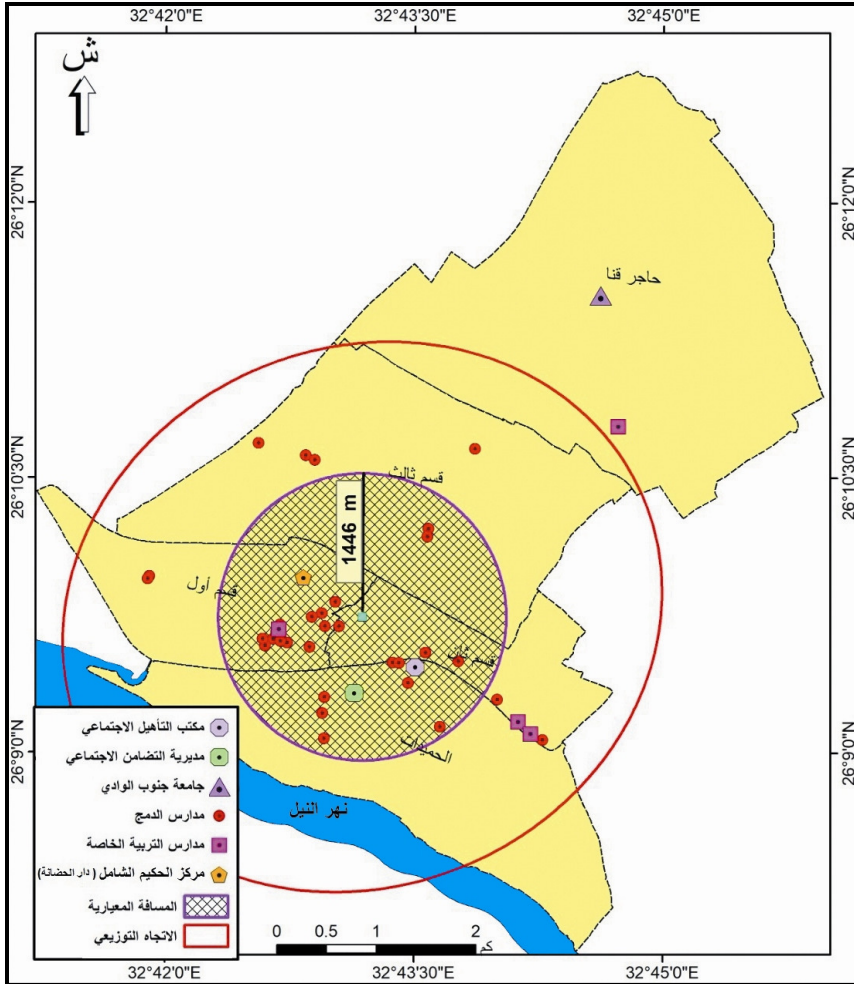 32°42'0"E
32°43'30"E
32°45'0"E
ش
26°12'0"N
26°12'0"N
حاجر قنا
26°10'30"N
26°10'30"N
قسم ثالث
1446 m
قسم أول
قسم ثان
الحميدات
26°9'0"N
26°9'0"N
نهر النيل
مكتب التأهيل الاجتماعي
مديرية التضامن الاجتماعي
جامعة جنوب الوادي
مدارس الدمج
مدارس التربية الخاصة
مركز الحكيم الشامل (دار الحضانة)
المسافة المعيارية
الاتجاه التوزيعي
0 0.5 1 2
كم
32°42'0"E
32°43'30"E
32°45'0"E